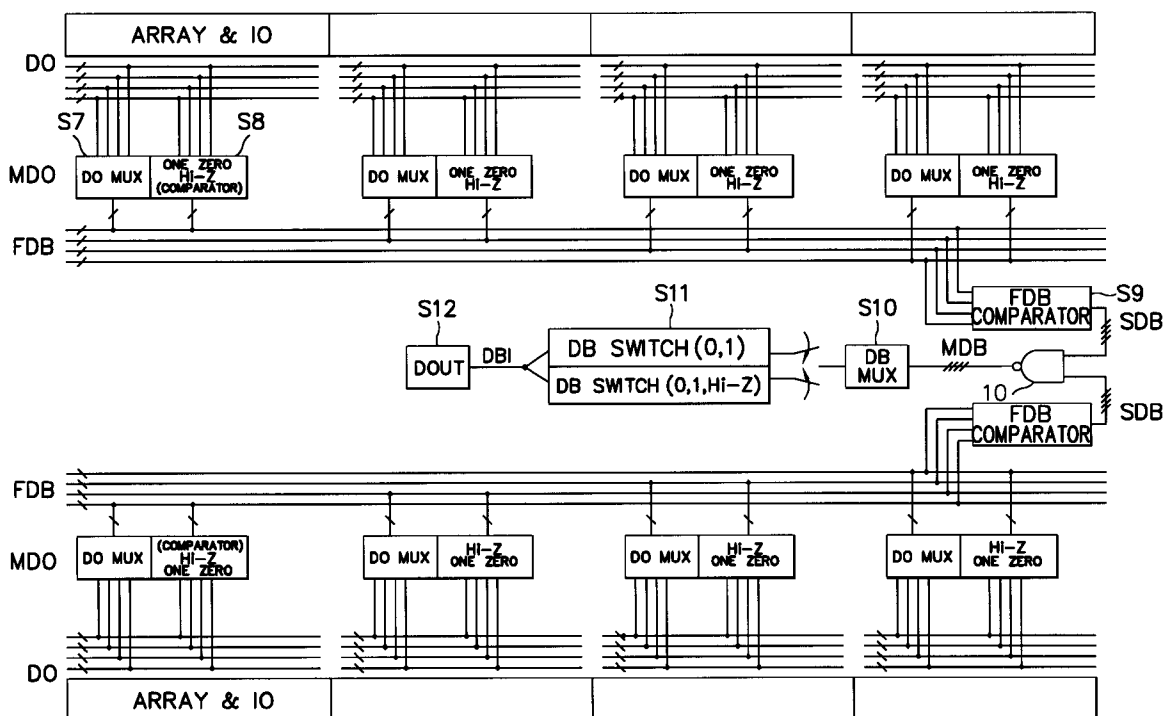 ARRAY & IO
DO
S7
S8
MDO
DO MUX
ONE ZERO
Hi-Z
(COMPARATOR)
DO MUX
ONE ZERO
Hi-Z
DO MUX
ONE ZERO
Hi-Z
DO MUX
ONE ZERO
Hi-Z
FDB
S9
FDB
COMPARATOR
SDB
S12
S11
S10
DOUT
DBI
DB SWITCH(0,1)
DB SWITCH(0,1,Hi-Z)
DB
MUX
MDB
10
FDB
COMPARATOR
SDB
FDB
MDO
DO MUX
(COMPARATOR)
Hi-Z
ONE ZERO
DO MUX
Hi-Z
ONE ZERO
DO MUX
Hi-Z
ONE ZERO
DO MUX
Hi-Z
ONE ZERO
DO
ARRAY & IO